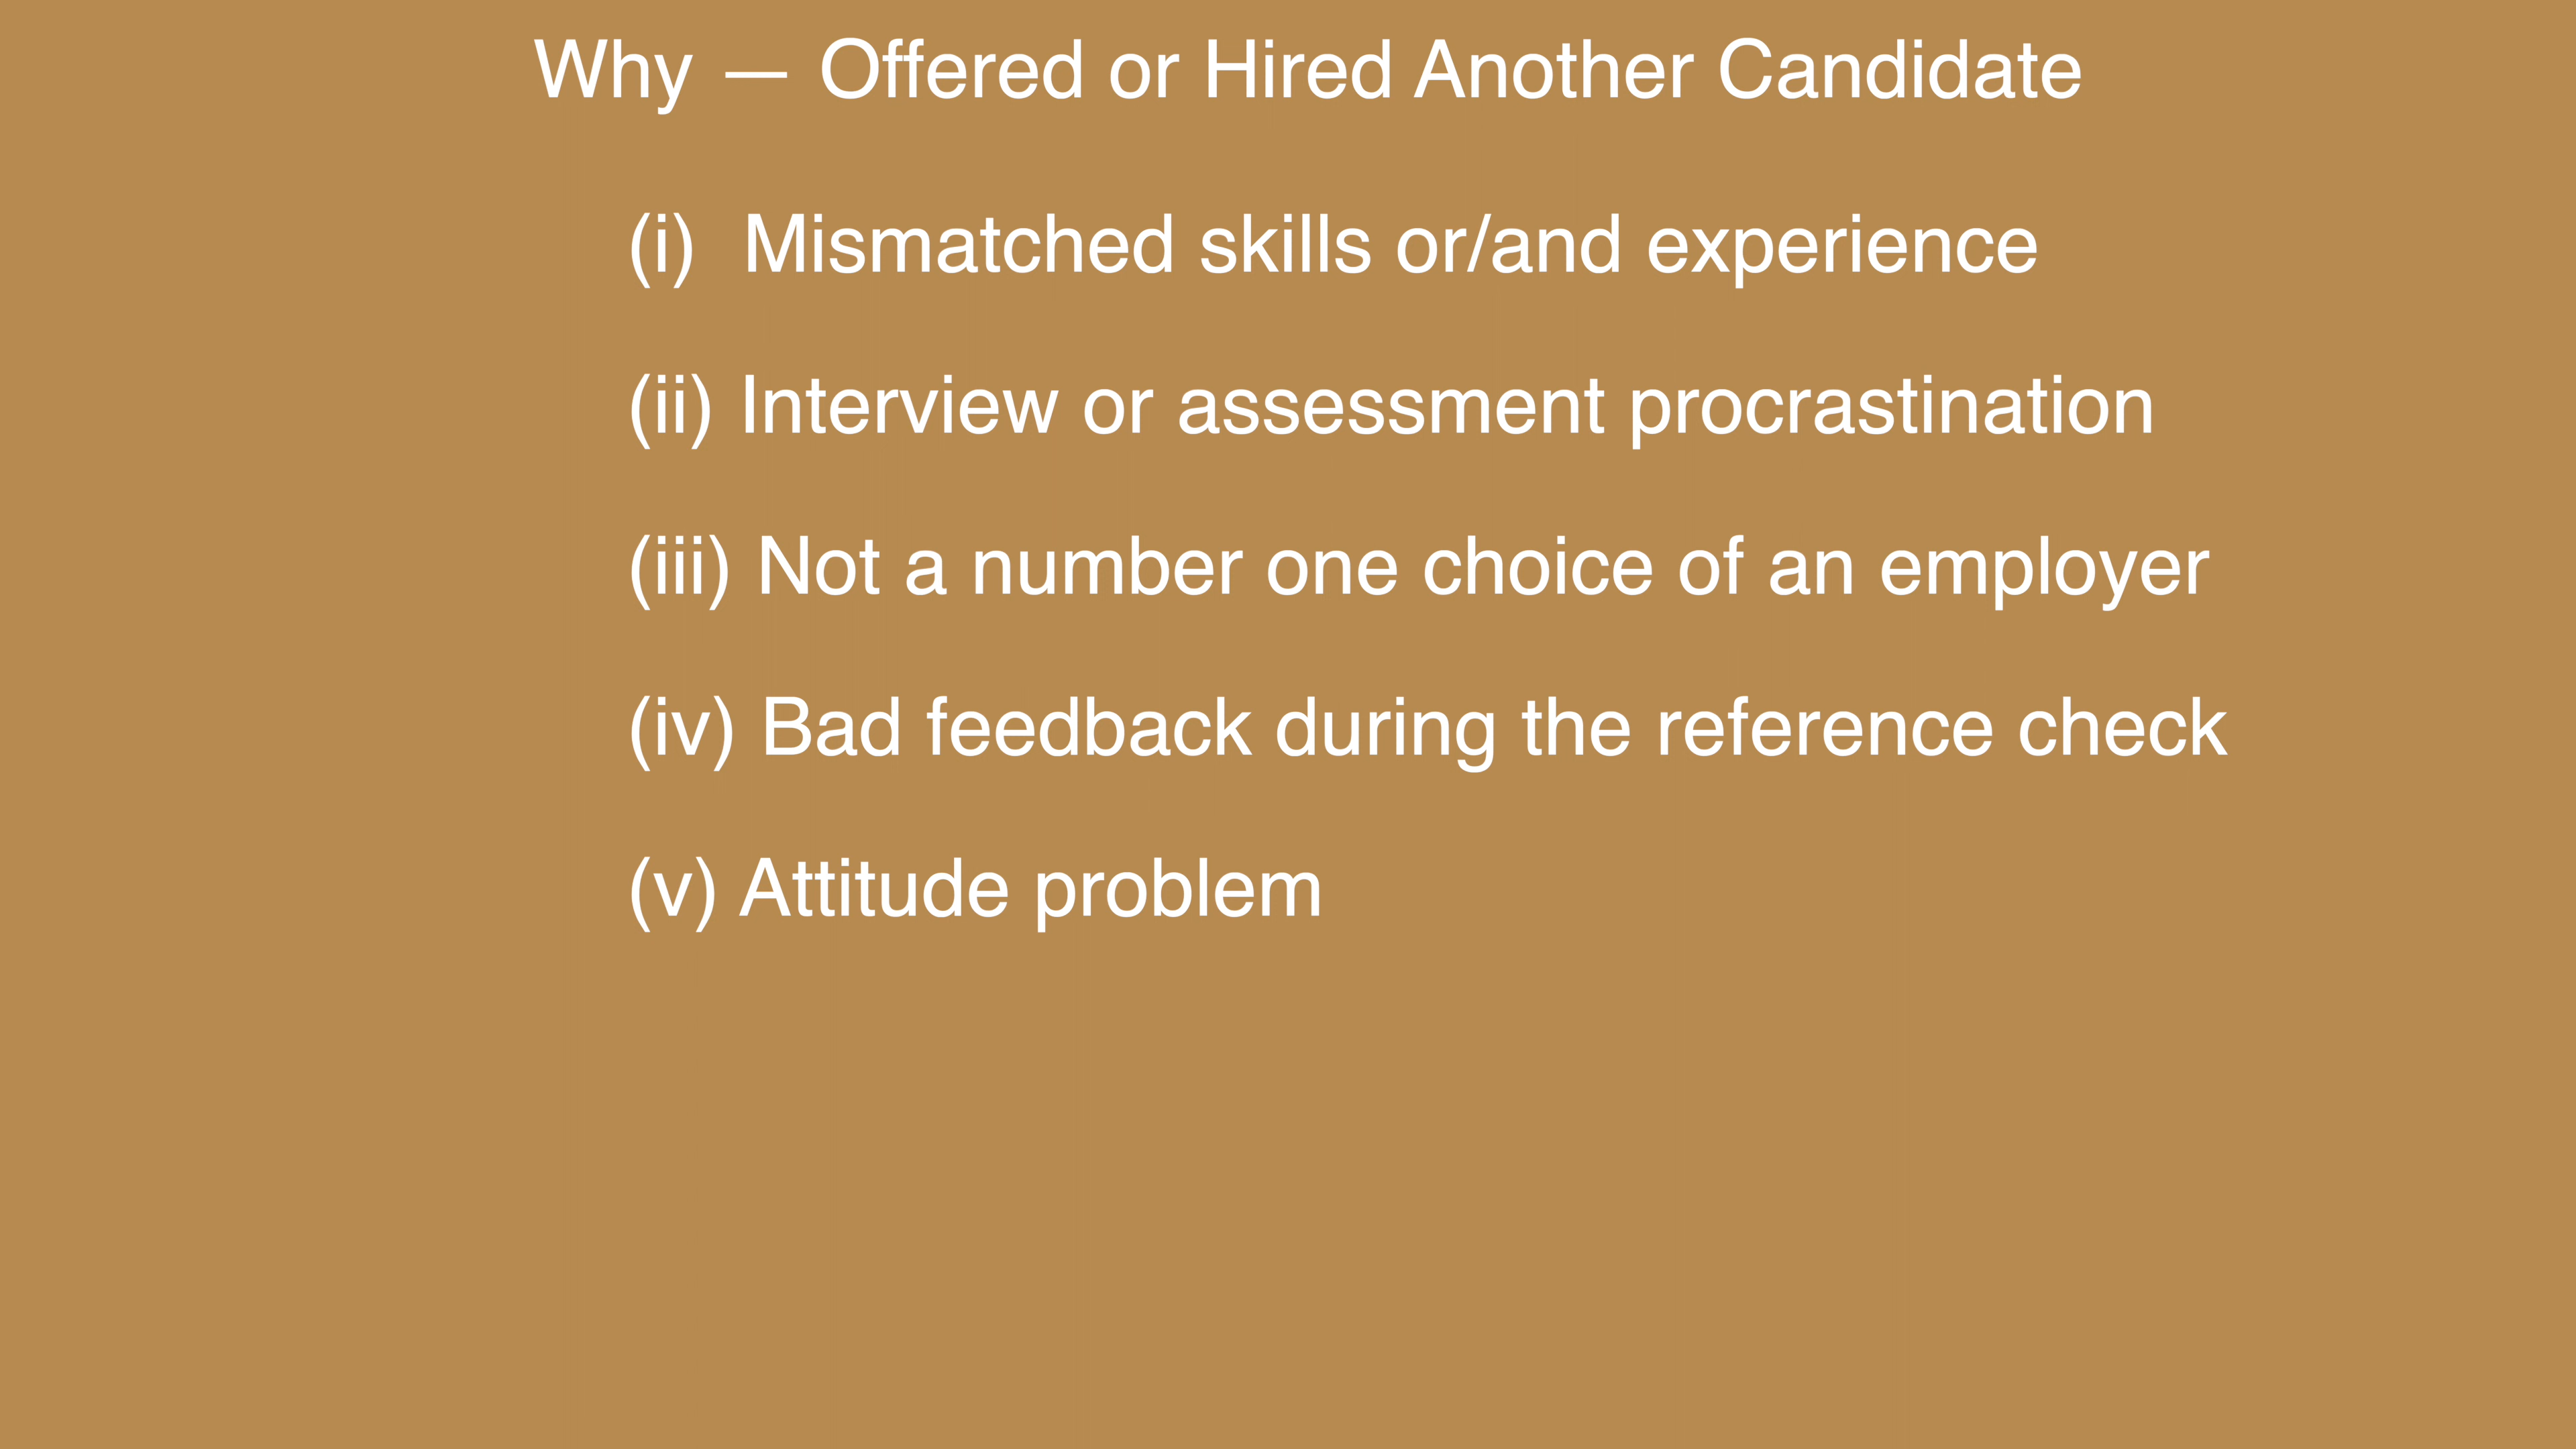 Why — Offered or Hired Another Candidate
(i) Mismatched skills or/and experience
(ii) Interview or assessment procrastination
(iii) Not a number one choice of an employer
(iv) Bad feedback during the reference check
(v) Attitude problem